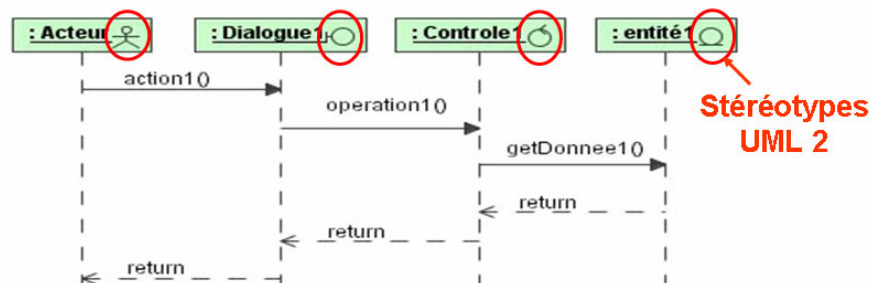 : Acteur
: Dialogue1
: Controle1
: entité1
action1()
operation1()
Stéréotypes
UML 2
getDonnee1()
return
return
return